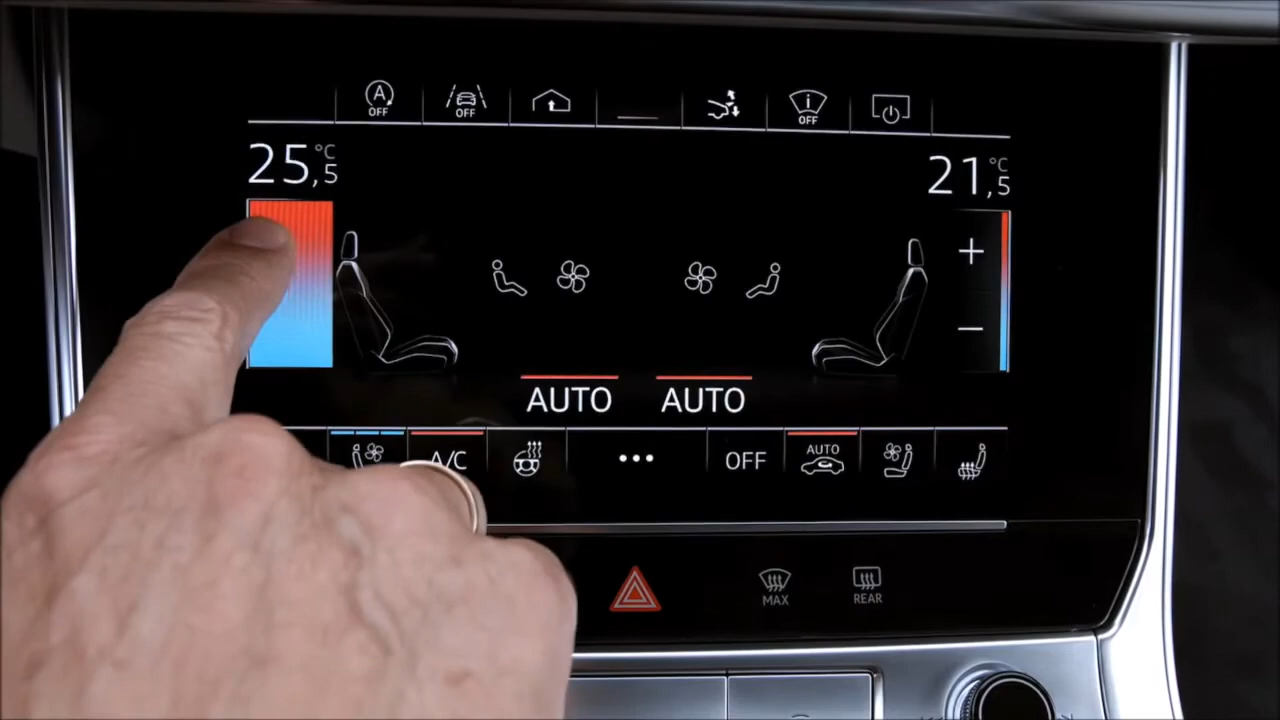 A
OFF
OFF
i
OFF
25,5 °C
21,5 °C
+
−
AUTO
AUTO
A/C
•••
OFF
AUTO
MAX
REAR